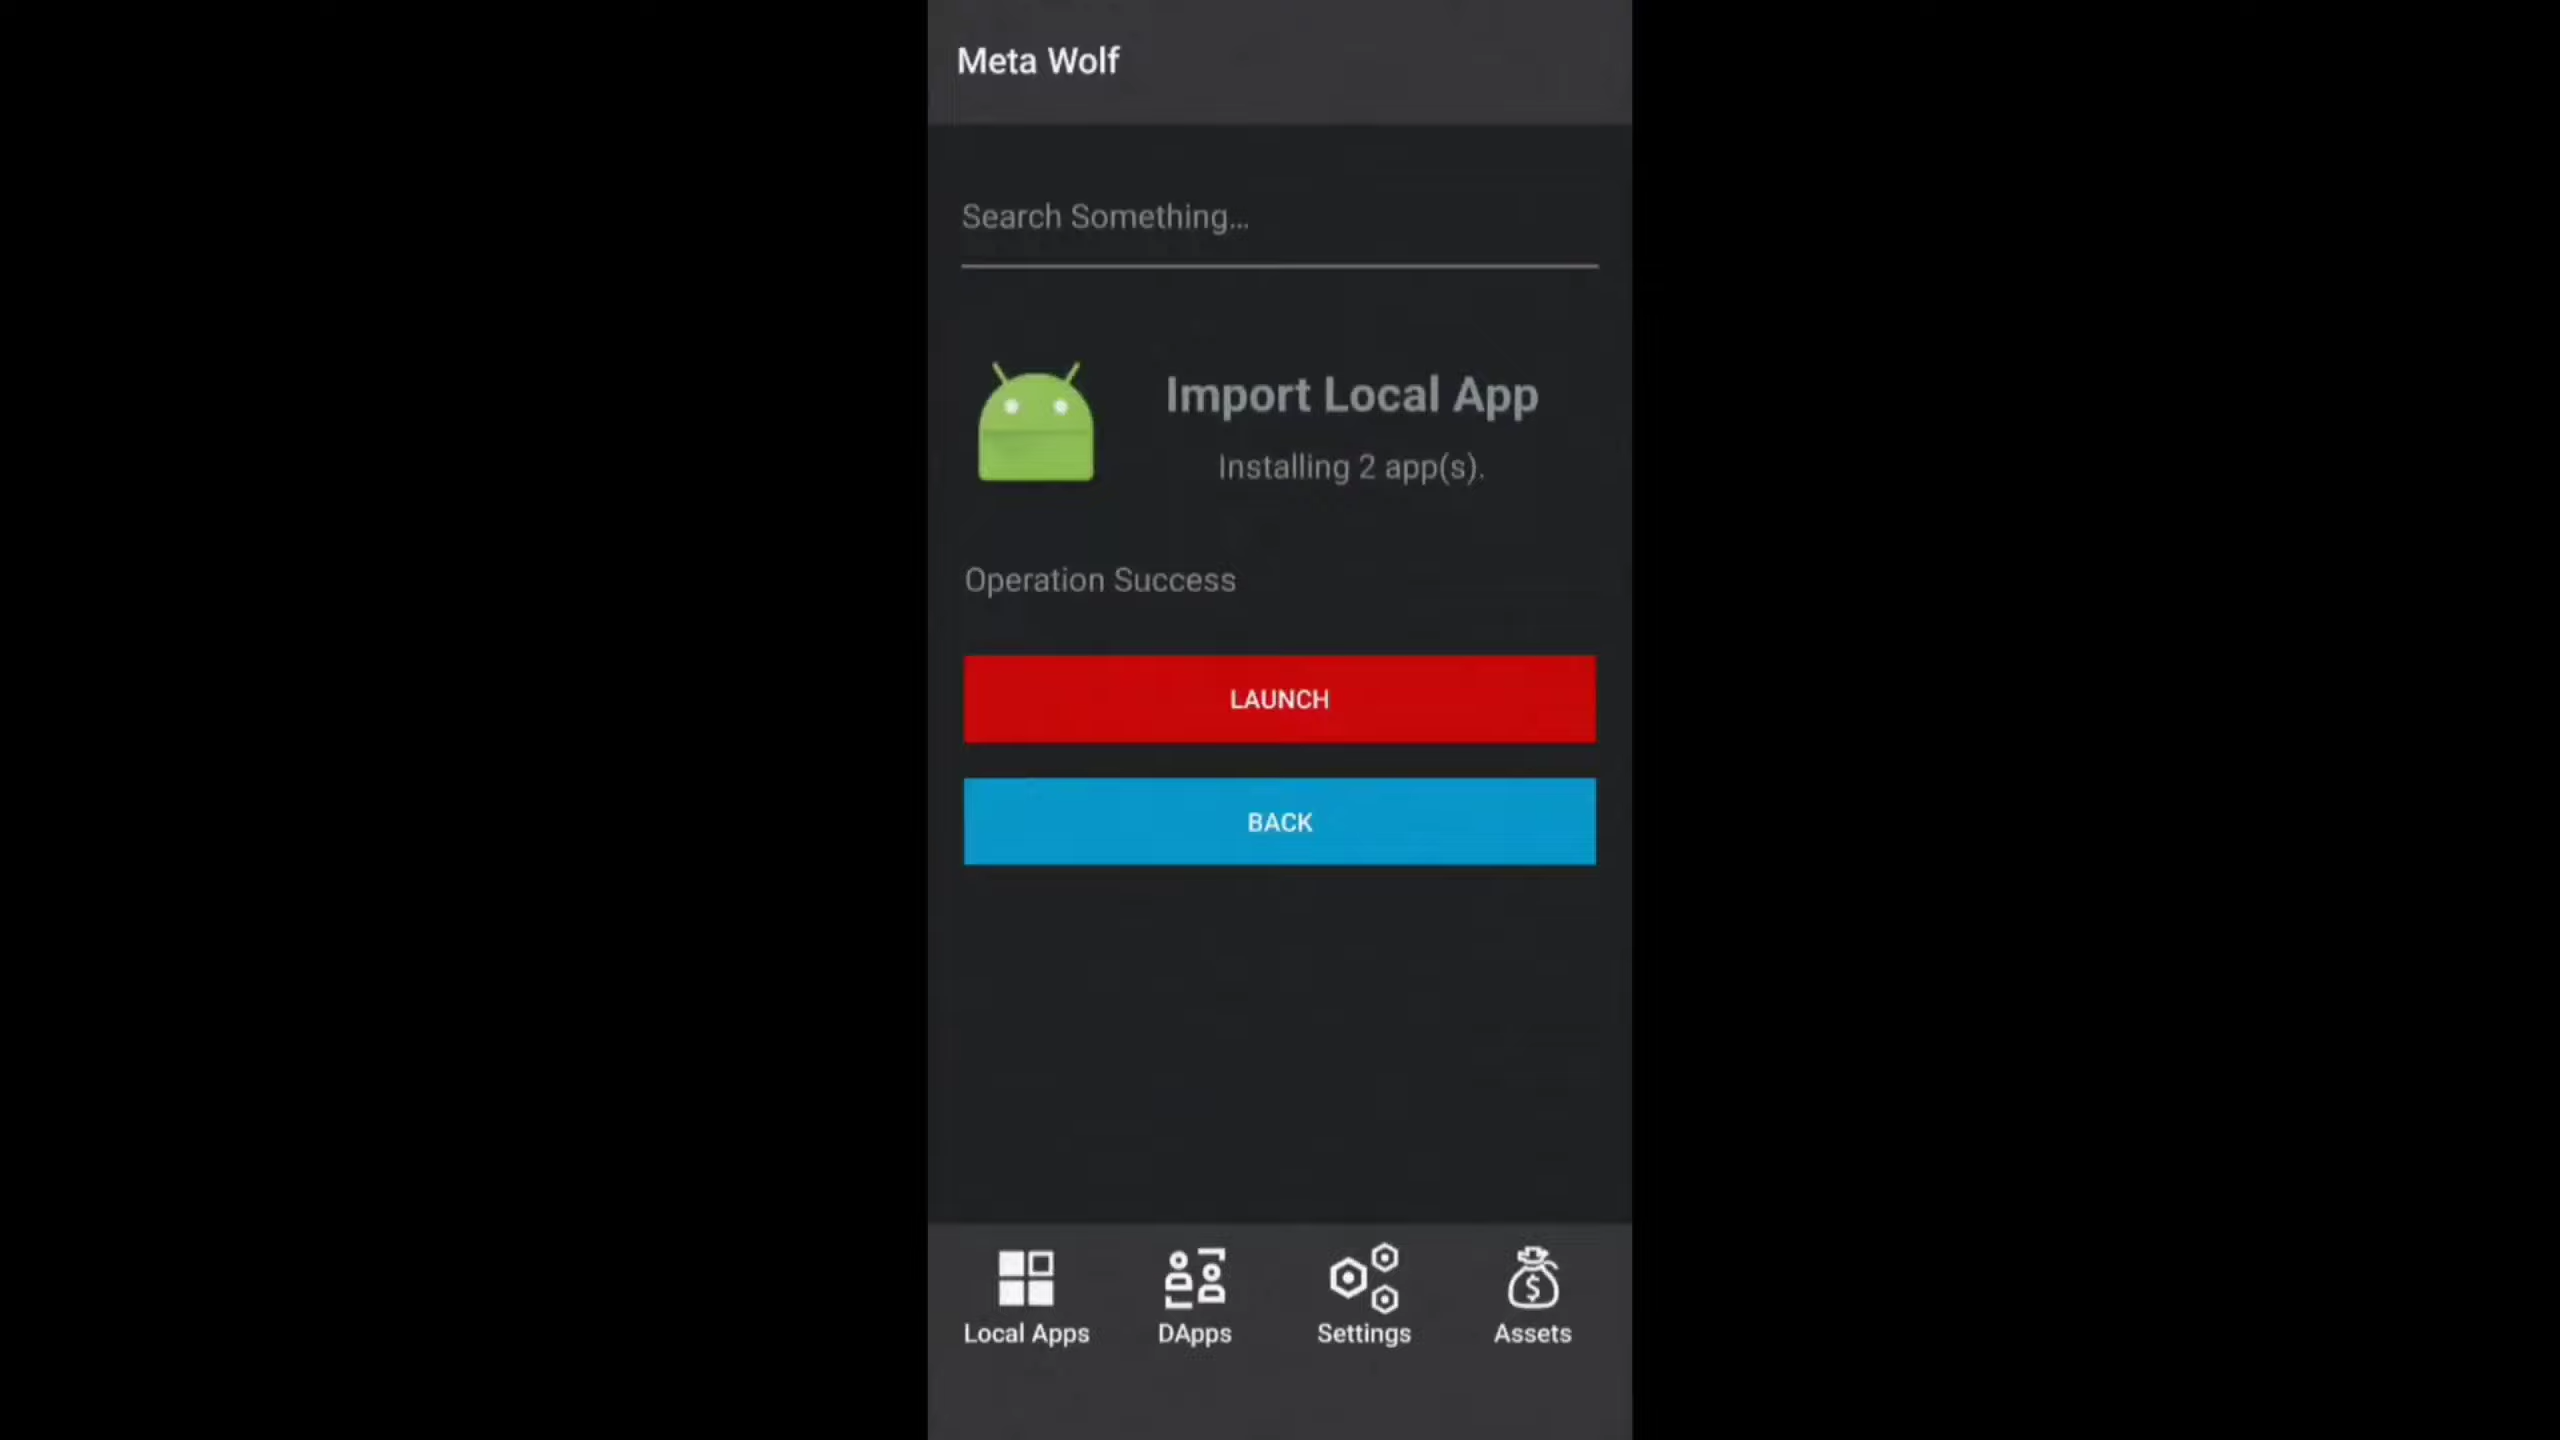 Meta Wolf
Search Something...
Import Local App
Installing 2 app(s).
Operation Success
LAUNCH
BACK
Local Apps
DApps
Settings
Assets